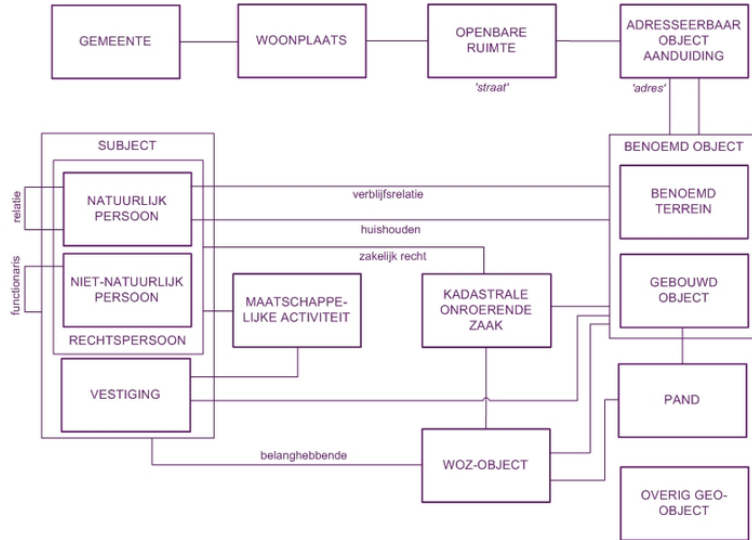 GEMEENTE
WOONPLAATS
OPENBARE
RUIMTE
ADRESSEERBAAR
OBJECT
AANDUIDING
'straat'
'adres'
SUBJECT
BENOEMD OBJECT
relatie
NATUURLIJK
PERSOON
verblijfsrelatie
BENOEMD
TERREIN
huishouden
zakelijk recht
functionaris
NIET-NATUURLIJK
PERSOON
MAATSCHAPPE-
LIJKE ACTIVITEIT
KADASTRALE
ONROERENDE
ZAAK
GEBOUWD
OBJECT
RECHTSPERSOON
VESTIGING
PAND
belanghebbende
WOZ-OBJECT
OVERIG GEO-
OBJECT